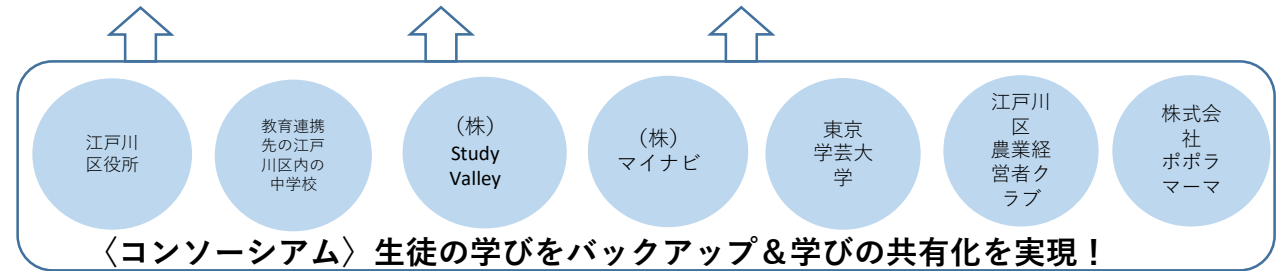 江戸川
区役所
教育連携
先の江戸
川区内の
中学校
(株)
Study
Valley
(株)
マイナビ
東京
学芸大
学
江戸川
区
農業経
営者ク
ラブ
株式会
社
ポポラ
マーマ
〈コンソーシアム〉生徒の学びをバックアップ＆学びの共有化を実現！